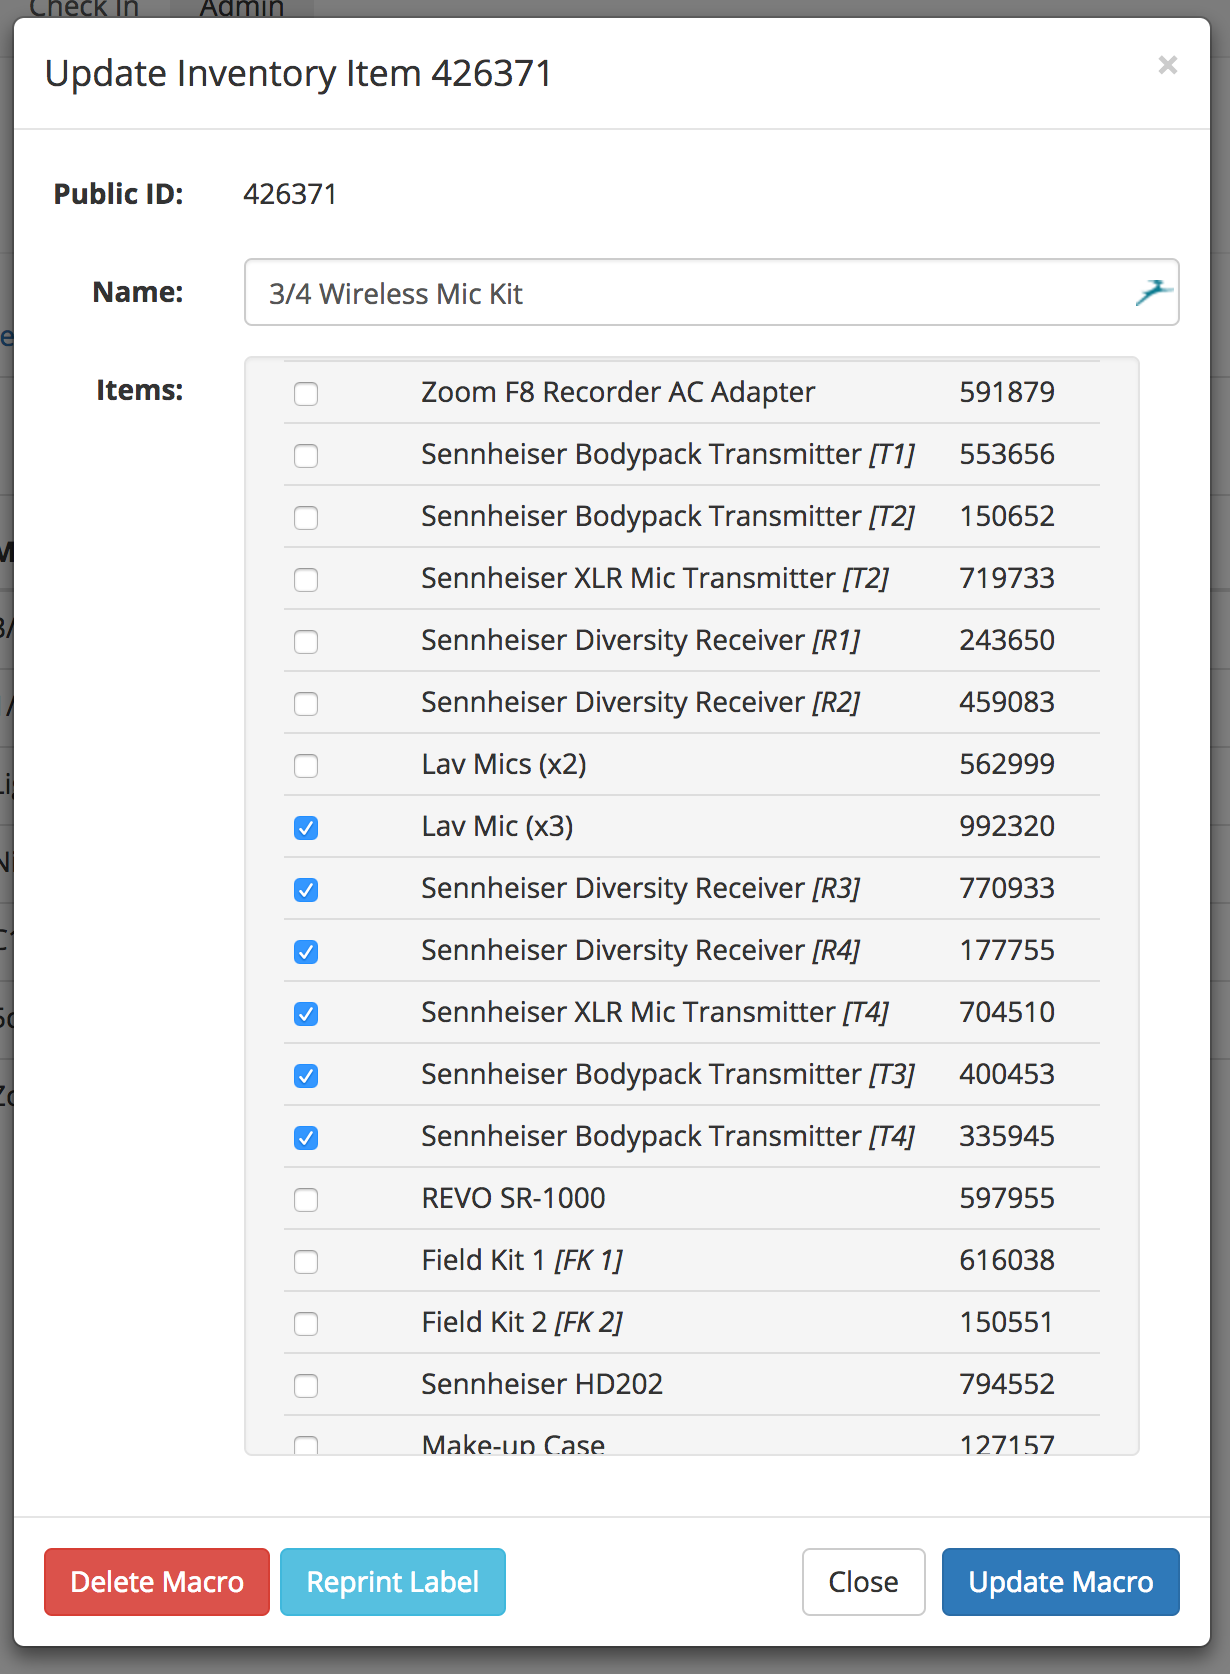 Check In Admin
Update Inventory Item 426371
×
Public ID: 426371
Name: 3/4 Wireless Mic Kit
Items:
Zoom F8 Recorder AC Adapter 591879
Sennheiser Bodypack Transmitter [T1] 553656
Sennheiser Bodypack Transmitter [T2] 150652
Sennheiser XLR Mic Transmitter [T2] 719733
Sennheiser Diversity Receiver [R1] 243650
Sennheiser Diversity Receiver [R2] 459083
Lav Mics (x2) 562999
Lav Mic (x3) 992320
Sennheiser Diversity Receiver [R3] 770933
Sennheiser Diversity Receiver [R4] 177755
Sennheiser XLR Mic Transmitter [T4] 704510
Sennheiser Bodypack Transmitter [T3] 400453
Sennheiser Bodypack Transmitter [T4] 335945
REVO SR-1000 597955
Field Kit 1 [FK 1] 616038
Field Kit 2 [FK 2] 150551
Sennheiser HD202 794552
Make-up Case 127157
Delete Macro Reprint Label Close Update Macro